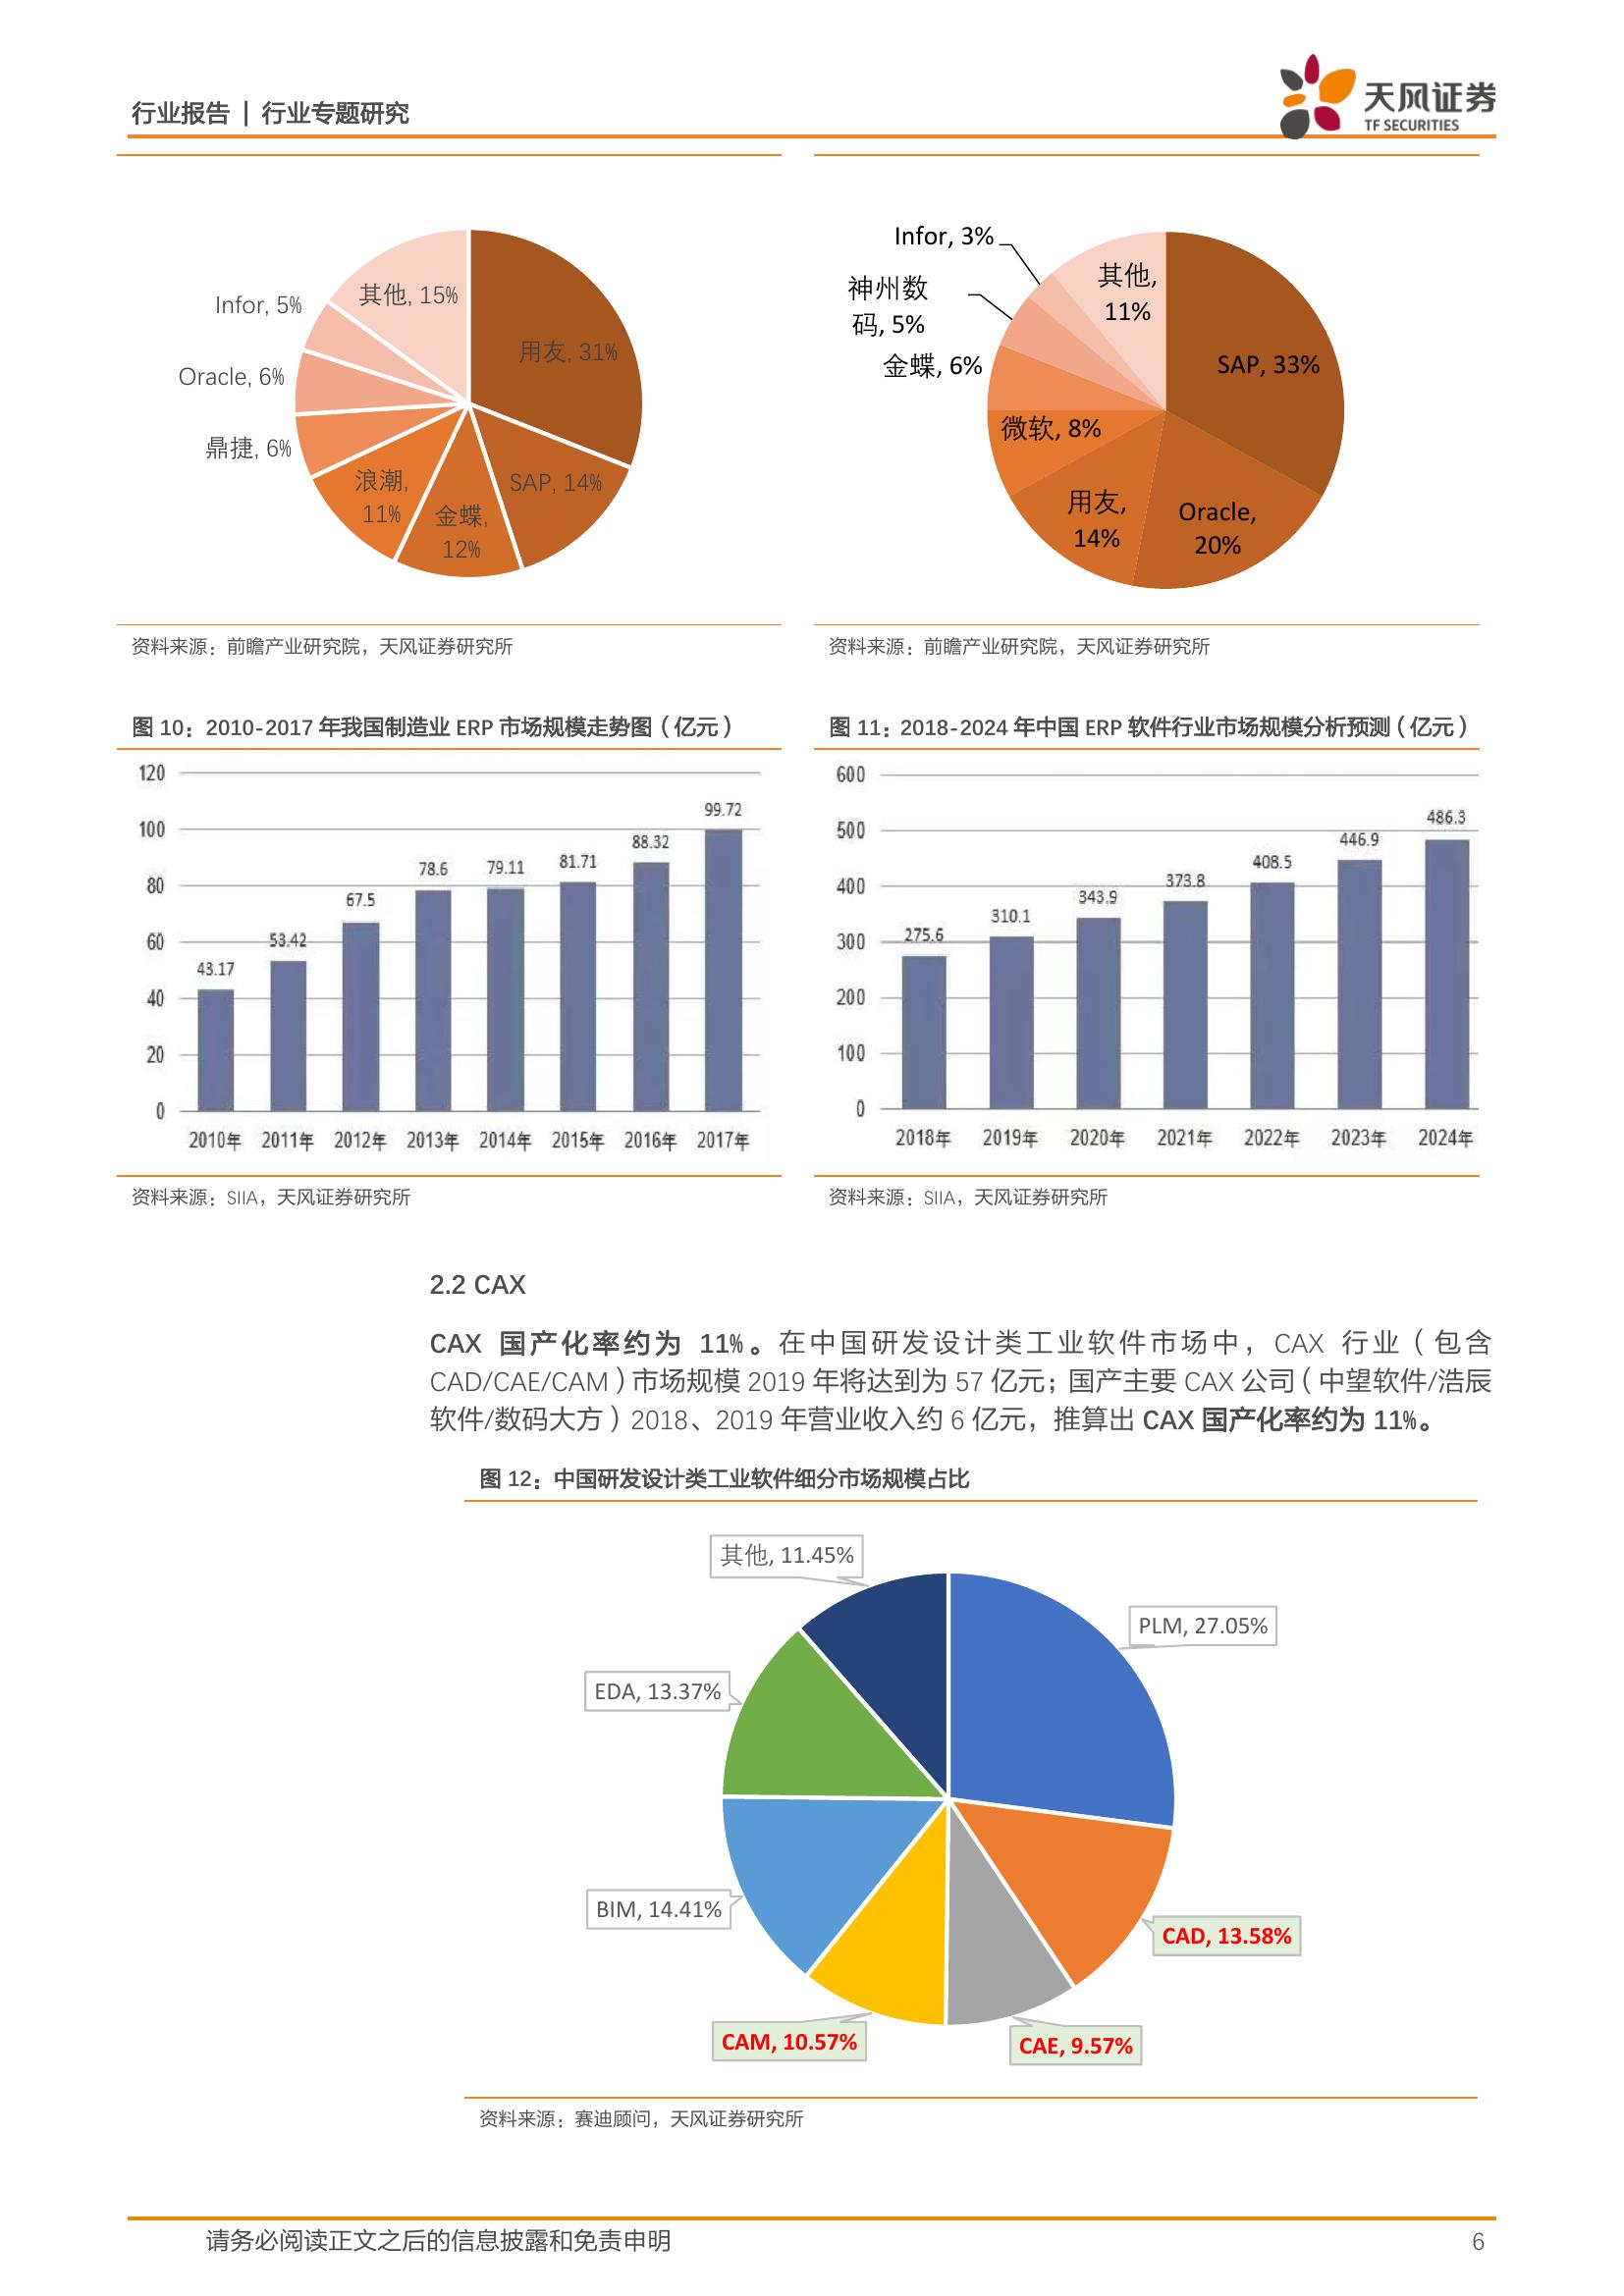 行业报告 | 行业专题研究
天风证券
TF SECURITIES
用友, 31%
SAP, 14%
金蝶,
12%
浪潮,
11%
鼎捷, 6%
Oracle, 6%
Infor, 5%
其他, 15%
资料来源：前瞻产业研究院，天风证券研究所
SAP, 33%
Oracle,
20%
用友,
14%
微软, 8%
金蝶, 6%
神州数
码, 5%
Infor, 3%
其他,
11%
资料来源：前瞻产业研究院，天风证券研究所
图 10：2010-2017 年我国制造业 ERP 市场规模走势图（亿元）
120
100
80
60
40
20
0
43.17
53.42
67.5
78.6
79.11
81.71
88.32
99.72
2010年 2011年 2012年 2013年 2014年 2015年 2016年 2017年
资料来源：SIIA，天风证券研究所
图 11：2018-2024 年中国 ERP 软件行业市场规模分析预测（亿元）
600
500
400
300
200
100
0
275.6
310.1
343.9
373.8
408.5
446.9
486.3
2018年 2019年 2020年 2021年 2022年 2023年 2024年
资料来源：SIIA，天风证券研究所
2.2 CAX
CAX 国产化率约为 11%。在中国研发设计类工业软件市场中，CAX 行业（包含
CAD/CAE/CAM）市场规模 2019 年将达到为 57 亿元；国产主要 CAX 公司（中望软件/浩辰
软件/数码大方）2018、2019 年营业收入约 6 亿元，推算出 CAX 国产化率约为 11%。
图 12：中国研发设计类工业软件细分市场规模占比
其他, 11.45%
PLM, 27.05%
EDA, 13.37%
BIM, 14.41%
CAD, 13.58%
CAM, 10.57%
CAE, 9.57%
资料来源：赛迪顾问，天风证券研究所
请务必阅读正文之后的信息披露和免责申明
6